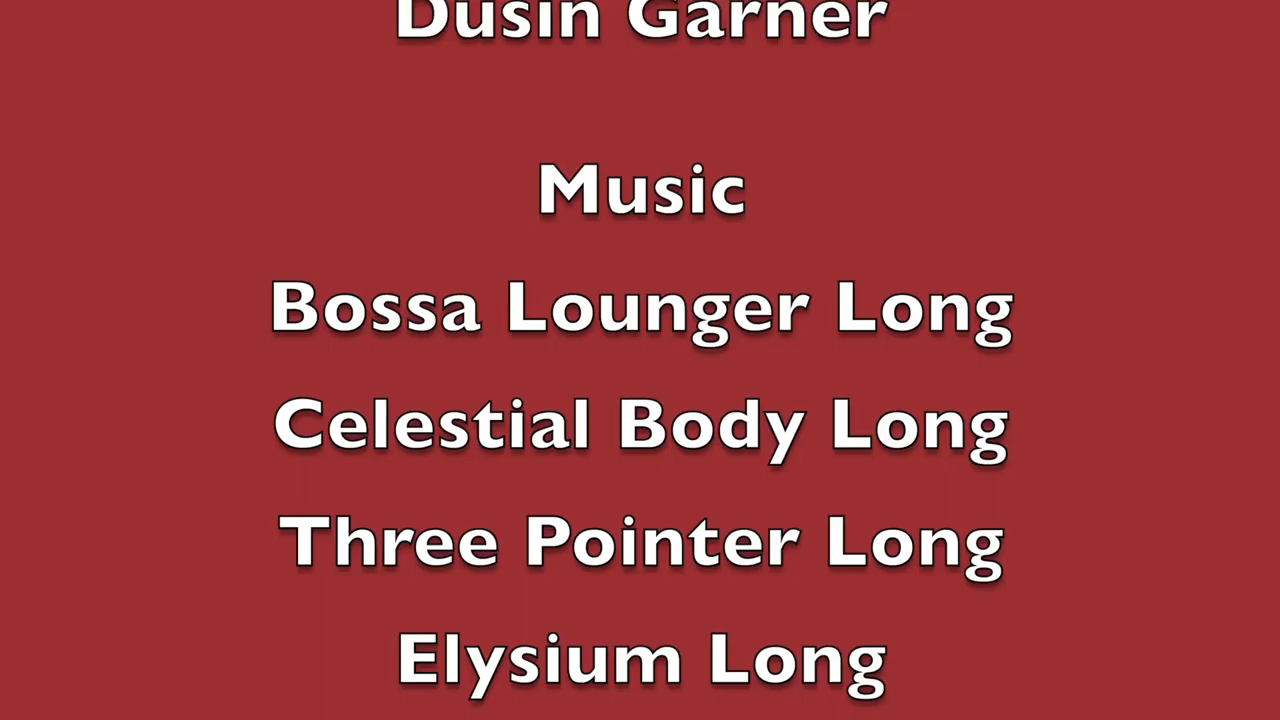 Dusin Garner
Music
Bossa Lounger Long
Celestial Body Long
Three Pointer Long
Elysium Long